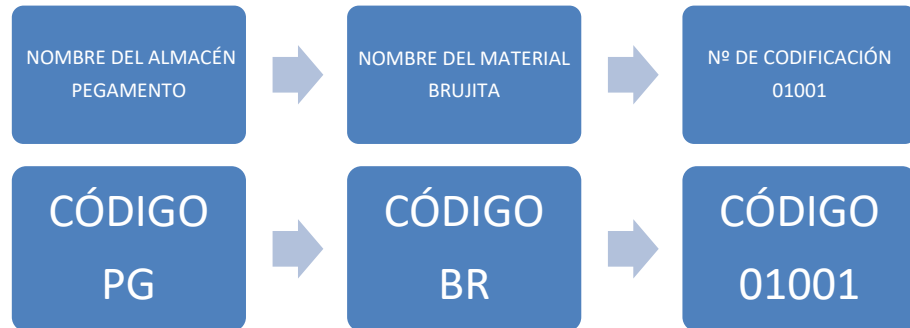 NOMBRE DEL ALMACÉN
PEGAMENTO
NOMBRE DEL MATERIAL
BRUJITA
Nº DE CODIFICACIÓN
01001
CÓDIGO
PG
CÓDIGO
BR
CÓDIGO
01001